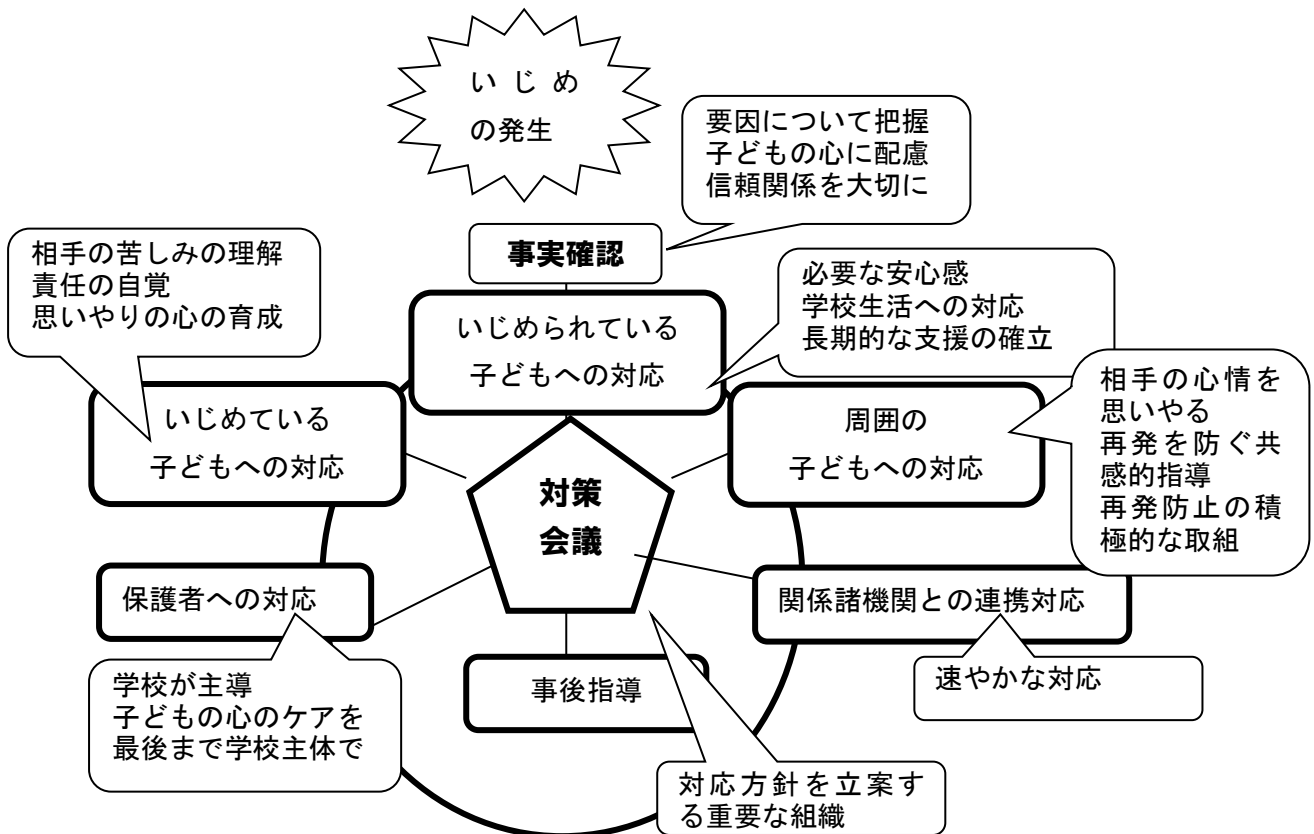 いじめ
の発生
要因について把握
子どもの心に配慮
信頼関係を大切に
事実確認
相手の苦しみの理解
責任の自覚
思いやりの心の育成
いじめられている
子どもへの対応
必要な安心感
学校生活への対応
長期的な支援の確立
いじめている
子どもへの対応
周囲の
子どもへの対応
相手の心情を
思いやる
再発を防ぐ共
感的指導
再発防止の積
極的な取組
対策
会議
保護者への対応
関係諸機関との連携対応
学校が主導
子どもの心のケアを
最後まで学校主体で
事後指導
速やかな対応
対応方針を立案す
る重要な組織